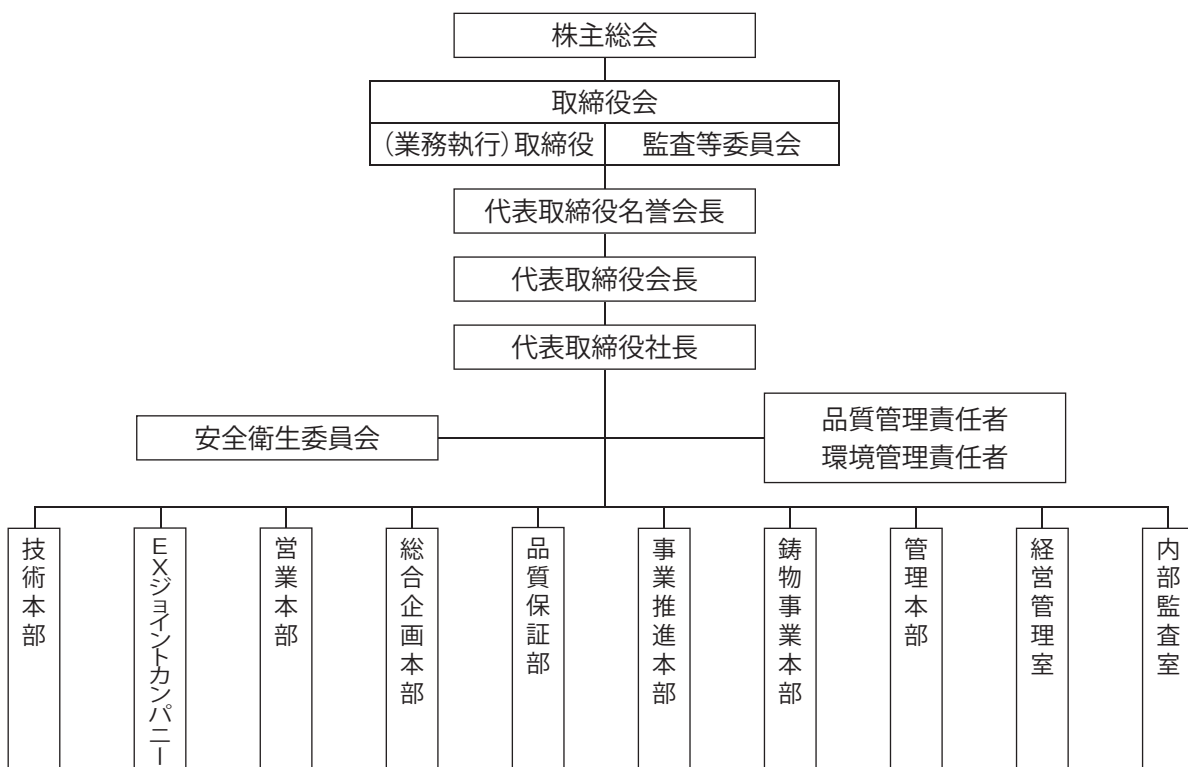 株主総会
取締役会
(業務執行)取締役
監査等委員会
代表取締役名誉会長
代表取締役会長
代表取締役社長
安全衛生委員会
品質管理責任者
環境管理責任者
技術本部
EXジョイントカンパニー
営業本部
総合企画本部
品質保証部
事業推進本部
鋳物事業本部
管理本部
経営管理室
内部監査室